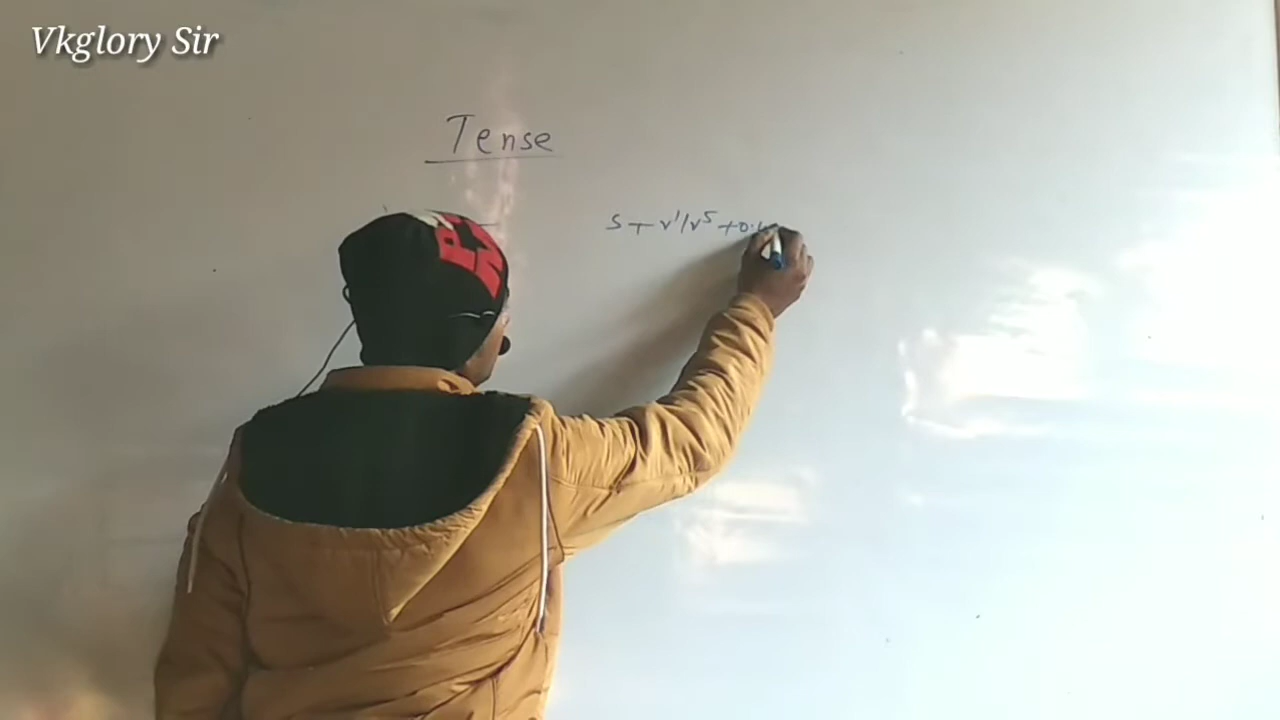 Vkglory Sir
Tense
S + v¹/v⁵ + o.w